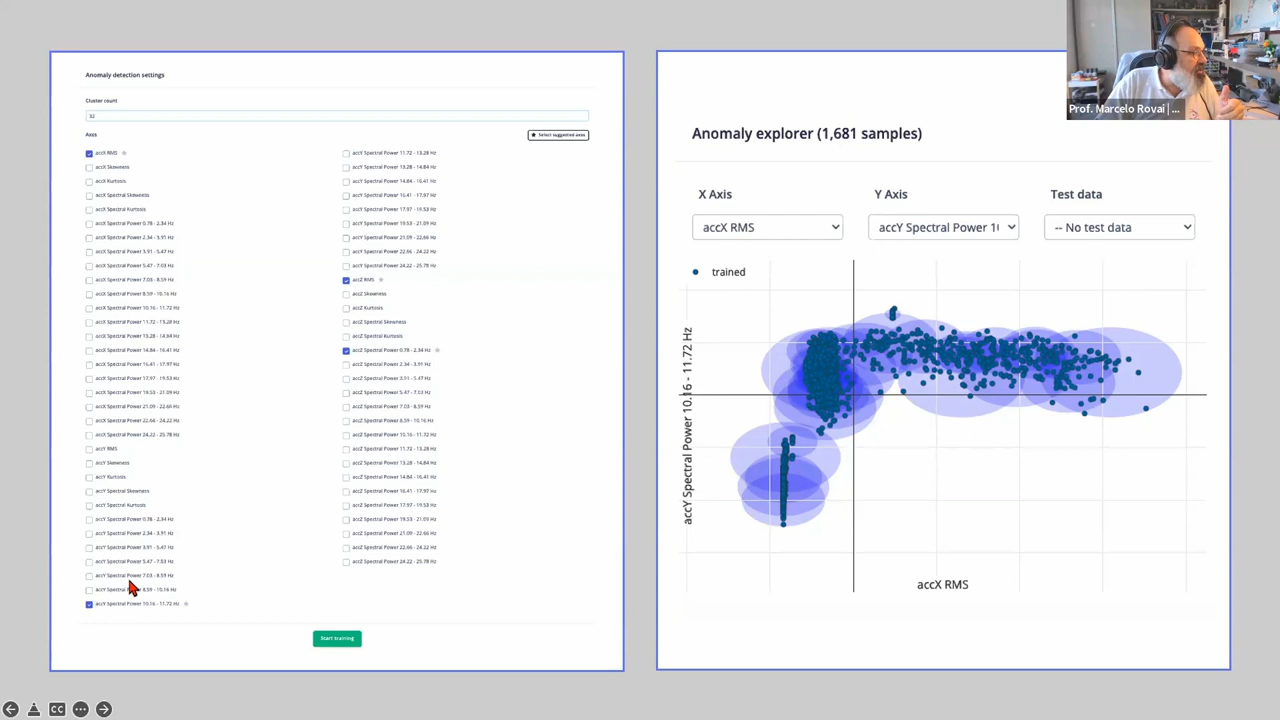 Anomaly detection settings
Cluster count
32
Axes
Select suggested axes
accX RMS
accX Skewness
accX Kurtosis
accX Spectral Skewness
accX Spectral Kurtosis
accX Spectral Power 0.78 - 2.34 Hz
accX Spectral Power 2.34 - 3.91 Hz
accX Spectral Power 3.91 - 5.47 Hz
accX Spectral Power 5.47 - 7.03 Hz
accX Spectral Power 7.03 - 8.59 Hz
accX Spectral Power 8.59 - 10.16 Hz
accX Spectral Power 10.16 - 11.72 Hz
accX Spectral Power 11.72 - 13.28 Hz
accX Spectral Power 13.28 - 14.84 Hz
accX Spectral Power 14.84 - 16.41 Hz
accX Spectral Power 16.41 - 17.97 Hz
accX Spectral Power 17.97 - 19.53 Hz
accX Spectral Power 19.53 - 21.09 Hz
accX Spectral Power 21.09 - 22.66 Hz
accX Spectral Power 22.66 - 24.22 Hz
accX Spectral Power 24.22 - 25.78 Hz
accY RMS
accY Skewness
accY Kurtosis
accY Spectral Skewness
accY Spectral Kurtosis
accY Spectral Power 0.78 - 2.34 Hz
accY Spectral Power 2.34 - 3.91 Hz
accY Spectral Power 3.91 - 5.47 Hz
accY Spectral Power 5.47 - 7.03 Hz
accY Spectral Power 7.03 - 8.59 Hz
accY Spectral Power 8.59 - 10.16 Hz
accY Spectral Power 10.16 - 11.72 Hz
accY Spectral Power 11.72 - 13.28 Hz
accY Spectral Power 13.28 - 14.84 Hz
accY Spectral Power 14.84 - 16.41 Hz
accY Spectral Power 16.41 - 17.97 Hz
accY Spectral Power 17.97 - 19.53 Hz
accY Spectral Power 19.53 - 21.09 Hz
accY Spectral Power 21.09 - 22.66 Hz
accY Spectral Power 22.66 - 24.22 Hz
accY Spectral Power 24.22 - 25.78 Hz
accZ RMS
accZ Skewness
accZ Kurtosis
accZ Spectral Skewness
accZ Spectral Kurtosis
accZ Spectral Power 0.78 - 2.34 Hz
accZ Spectral Power 2.34 - 3.91 Hz
accZ Spectral Power 3.91 - 5.47 Hz
accZ Spectral Power 5.47 - 7.03 Hz
accZ Spectral Power 7.03 - 8.59 Hz
accZ Spectral Power 8.59 - 10.16 Hz
accZ Spectral Power 10.16 - 11.72 Hz
accZ Spectral Power 11.72 - 13.28 Hz
accZ Spectral Power 13.28 - 14.84 Hz
accZ Spectral Power 14.84 - 16.41 Hz
accZ Spectral Power 16.41 - 17.97 Hz
accZ Spectral Power 17.97 - 19.53 Hz
accZ Spectral Power 19.53 - 21.09 Hz
accZ Spectral Power 21.09 - 22.66 Hz
accZ Spectral Power 22.66 - 24.22 Hz
accZ Spectral Power 24.22 - 25.78 Hz
Start training
Prof. Marcelo Rovai | ...
Anomaly explorer (1,681 samples)
X Axis
Y Axis
Test data
accX RMS
accY Spectral Power 1
-- No test data
trained
accY Spectral Power 10.16 - 11.72 Hz
accX RMS
CC